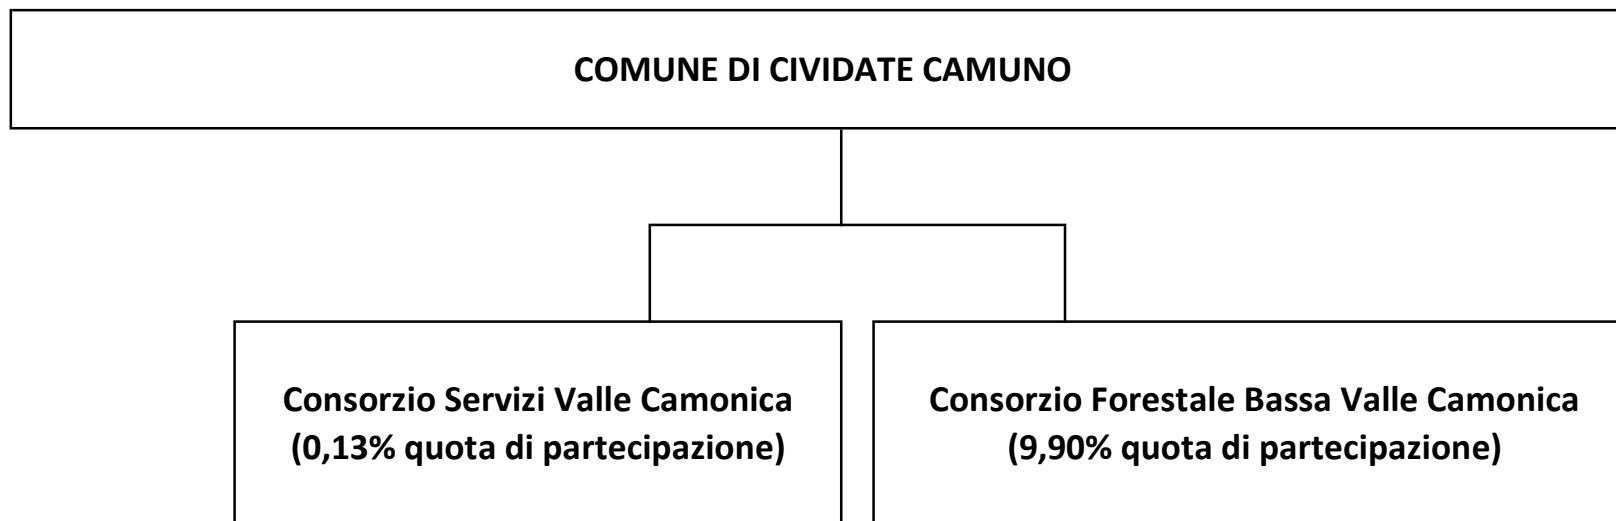 COMUNE DI CIVIDATE CAMUNO
Consorzio Servizi Valle Camonica
(0,13% quota di partecipazione)
Consorzio Forestale Bassa Valle Camonica
(9,90% quota di partecipazione)